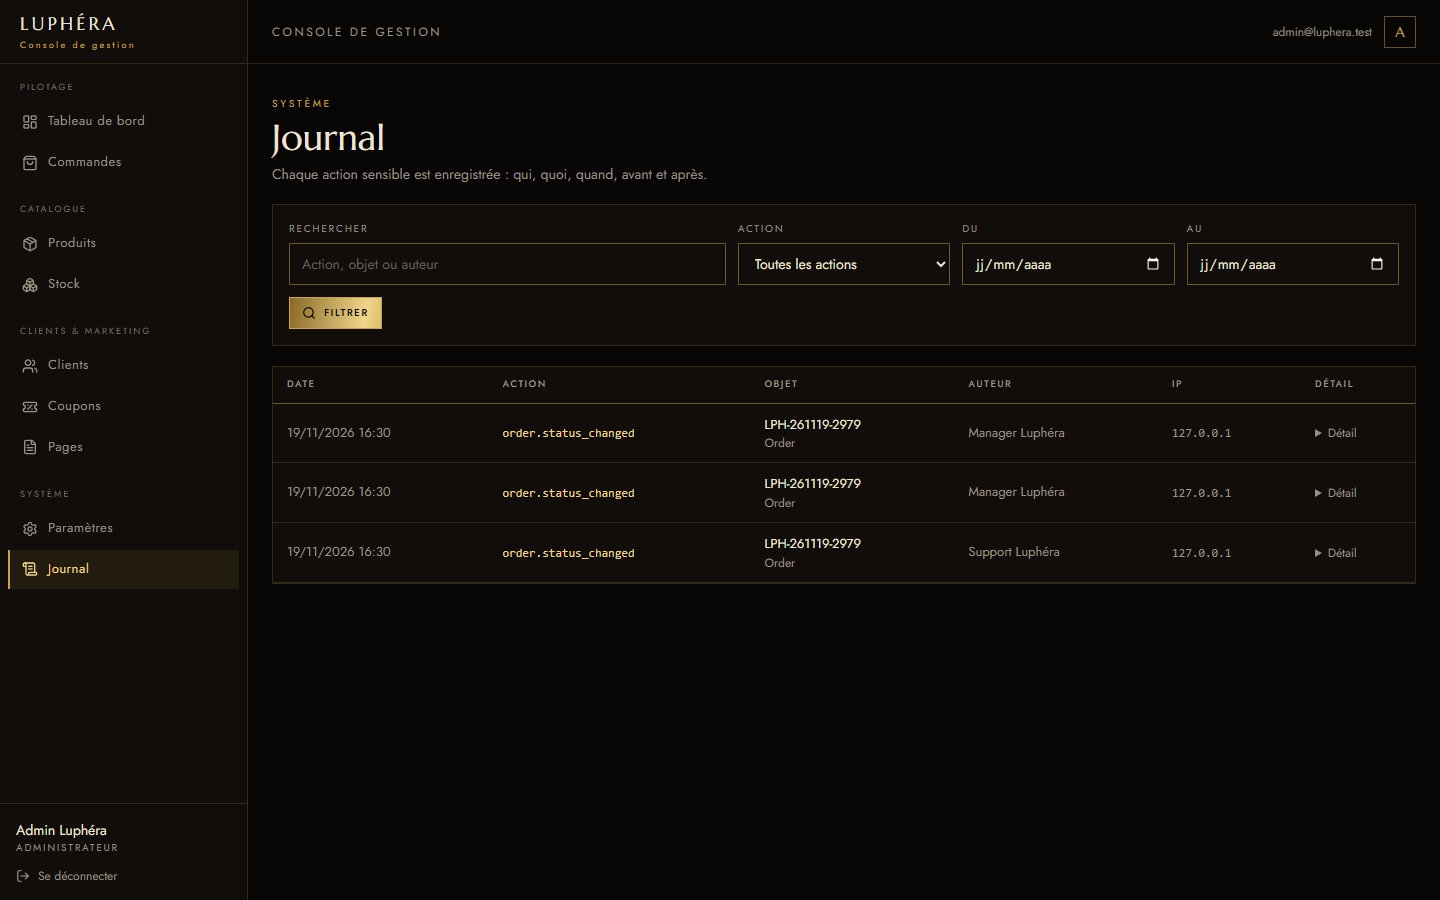 LUPHÉRA
Console de gestion
CONSOLE DE GESTION
admin@luphera.test
A
PILOTAGE
Tableau de bord
Commandes
CATALOGUE
Produits
Stock
CLIENTS & MARKETING
Clients
Coupons
Pages
SYSTÈME
Paramètres
Journal
Admin Luphéra
ADMINISTRATEUR
Se déconnecter
SYSTÈME
Journal
Chaque action sensible est enregistrée : qui, quoi, quand, avant et après.
RECHERCHER ACTION DU AU
Action, objet ou auteur Toutes les actions jj/mm/aaaa jj/mm/aaaa
FILTRER
DATE ACTION OBJET AUTEUR IP DÉTAIL
19/11/2026 16:30 order.status_changed LPH-261119-2979 Manager Luphéra 127.0.0.1 Détail
Order
19/11/2026 16:30 order.status_changed LPH-261119-2979 Manager Luphéra 127.0.0.1 Détail
Order
19/11/2026 16:30 order.status_changed LPH-261119-2979 Support Luphéra 127.0.0.1 Détail
Order